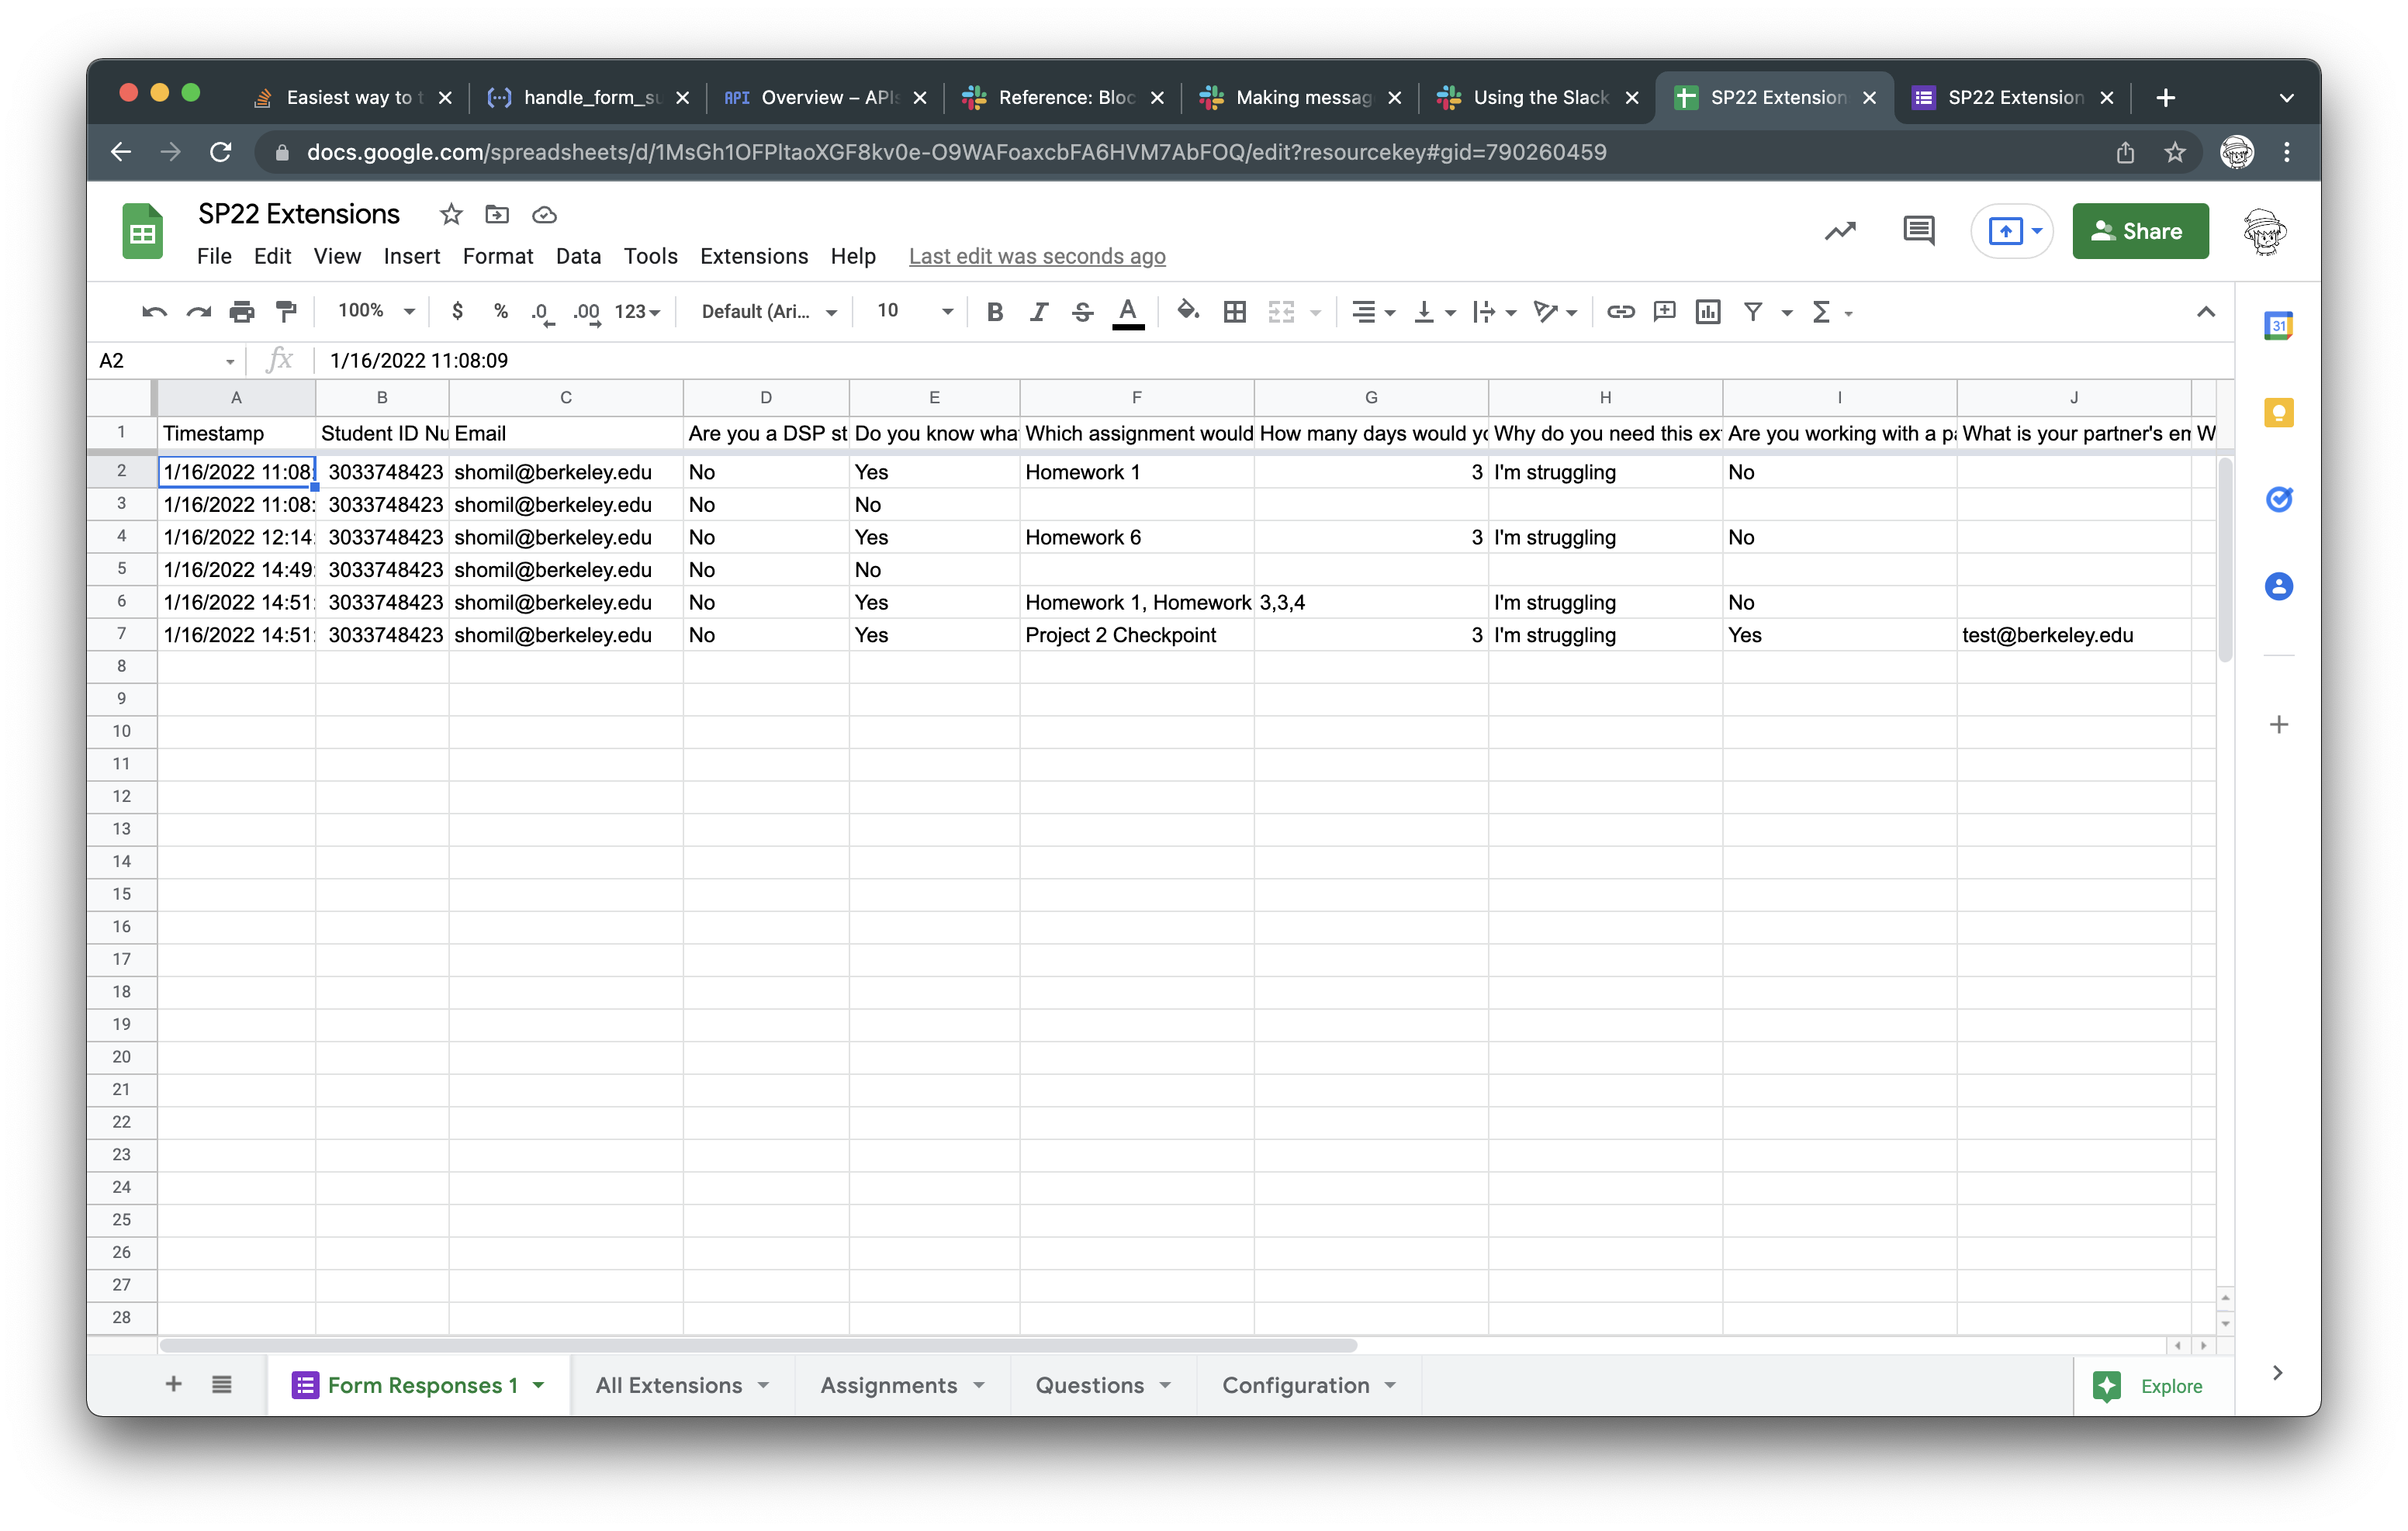 Easiest way to t
handle_form_su
API Overview – APIs
Reference: Bloc
Making messag
Using the Slack
SP22 Extension
SP22 Extension
docs.google.com/spreadsheets/d/1MsGh1OFPltaoXGF8kv0e-O9WAFoaxcbFA6HVM7AbFOQ/edit?resourcekey#gid=790260459
SP22 Extensions
File Edit View Insert Format Data Tools Extensions Help Last edit was seconds ago
Share
100% $ % .0 .00 123 Default (Ari... 10 B I S A Σ
31
A2 fx 1/16/2022 11:08:09
A B C D E F G H I J
1 Timestamp Student ID Nu Email Are you a DSP st Do you know wha Which assignment would How many days would yo Why do you need this ex Are you working with a pa What is your partner's em W
2 1/16/2022 11:08: 3033748423 shomil@berkeley.edu No Yes Homework 1 3 I'm struggling No
3 1/16/2022 11:08: 3033748423 shomil@berkeley.edu No No
4 1/16/2022 12:14: 3033748423 shomil@berkeley.edu No Yes Homework 6 3 I'm struggling No
5 1/16/2022 14:49: 3033748423 shomil@berkeley.edu No No
6 1/16/2022 14:51: 3033748423 shomil@berkeley.edu No Yes Homework 1, Homework 3,3,4 I'm struggling No
7 1/16/2022 14:51: 3033748423 shomil@berkeley.edu No Yes Project 2 Checkpoint 3 I'm struggling Yes test@berkeley.edu
8
9
10
11
12
13
14
15
16
17
18
19
20
21
22
23
24
25
26
27
28
Form Responses 1 All Extensions Assignments Questions Configuration Explore